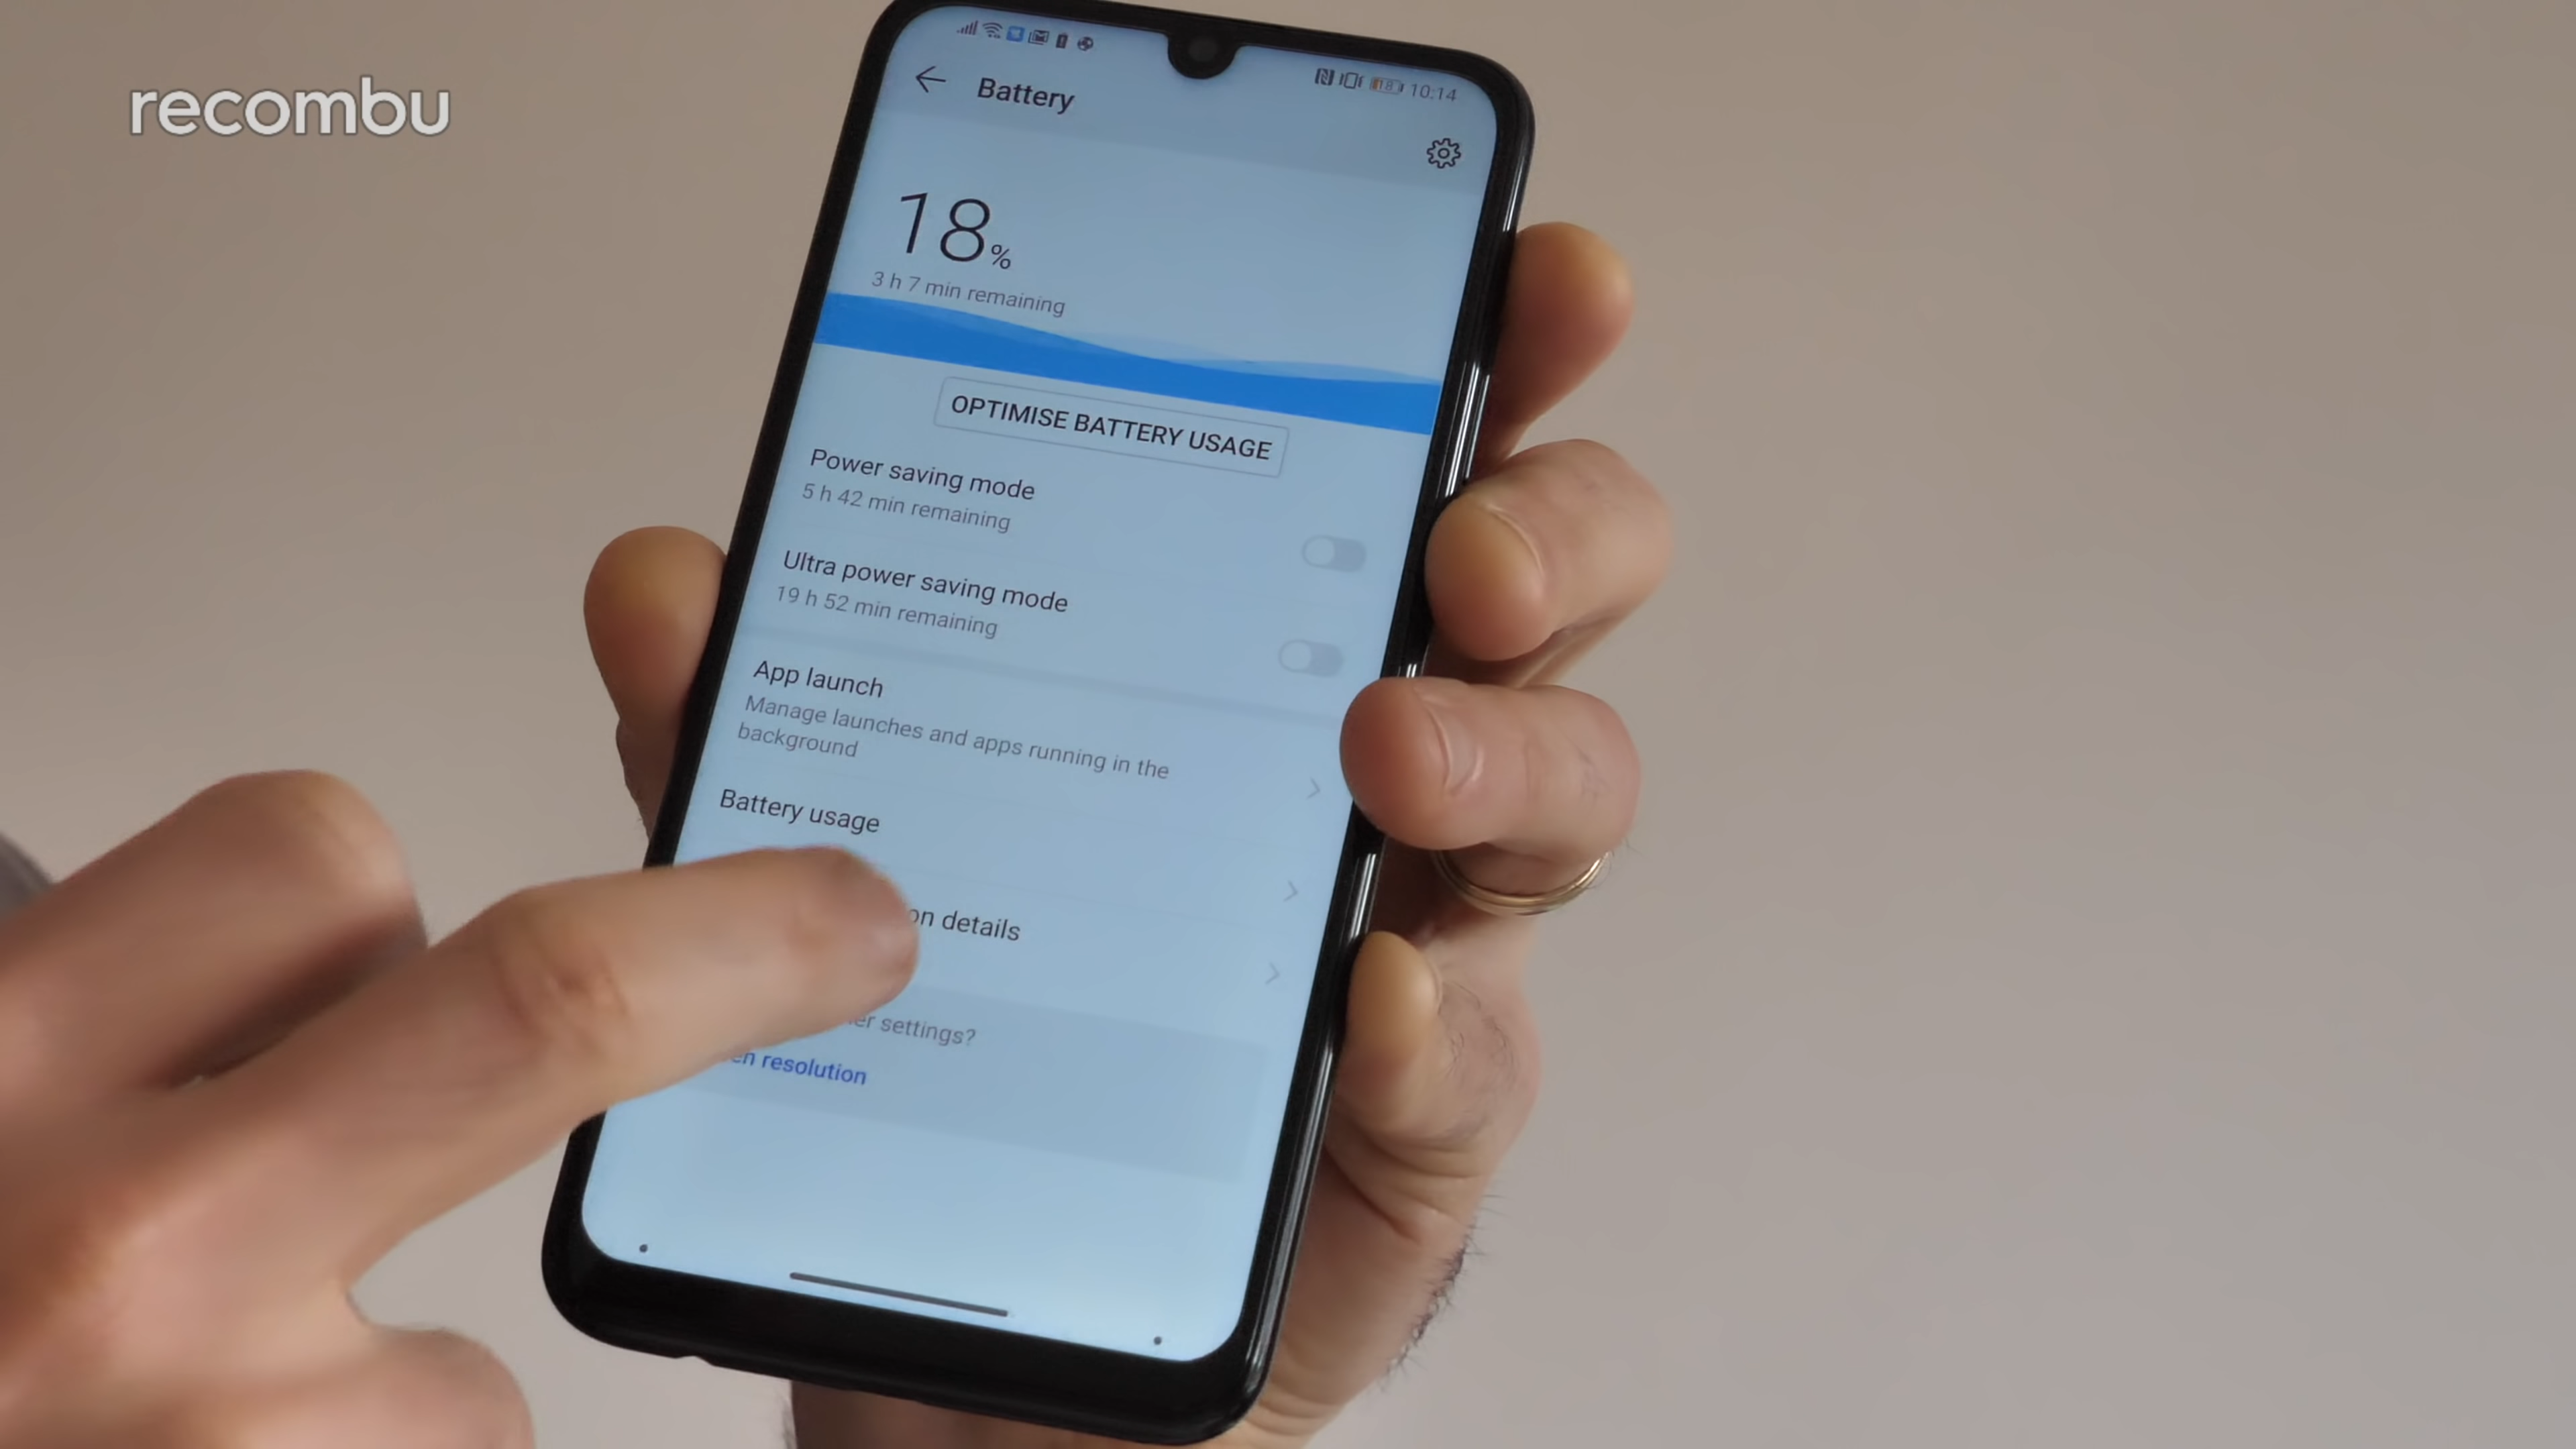 recombu
10:14
Battery
18%
3 h 7 min remaining
OPTIMISE BATTERY USAGE
Power saving mode
5 h 42 min remaining
Ultra power saving mode
19 h 52 min remaining
App launch
Manage launches and apps running in the
background
Battery usage
details
settings?
resolution